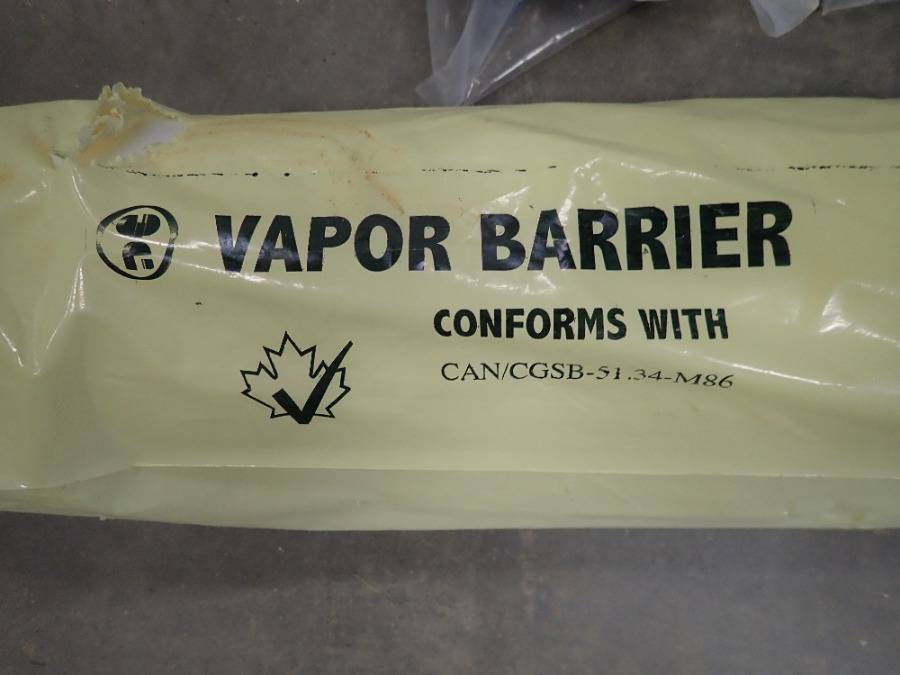 VAPOR BARRIER
CONFORMS WITH
CAN/CGSB-51.34-M86